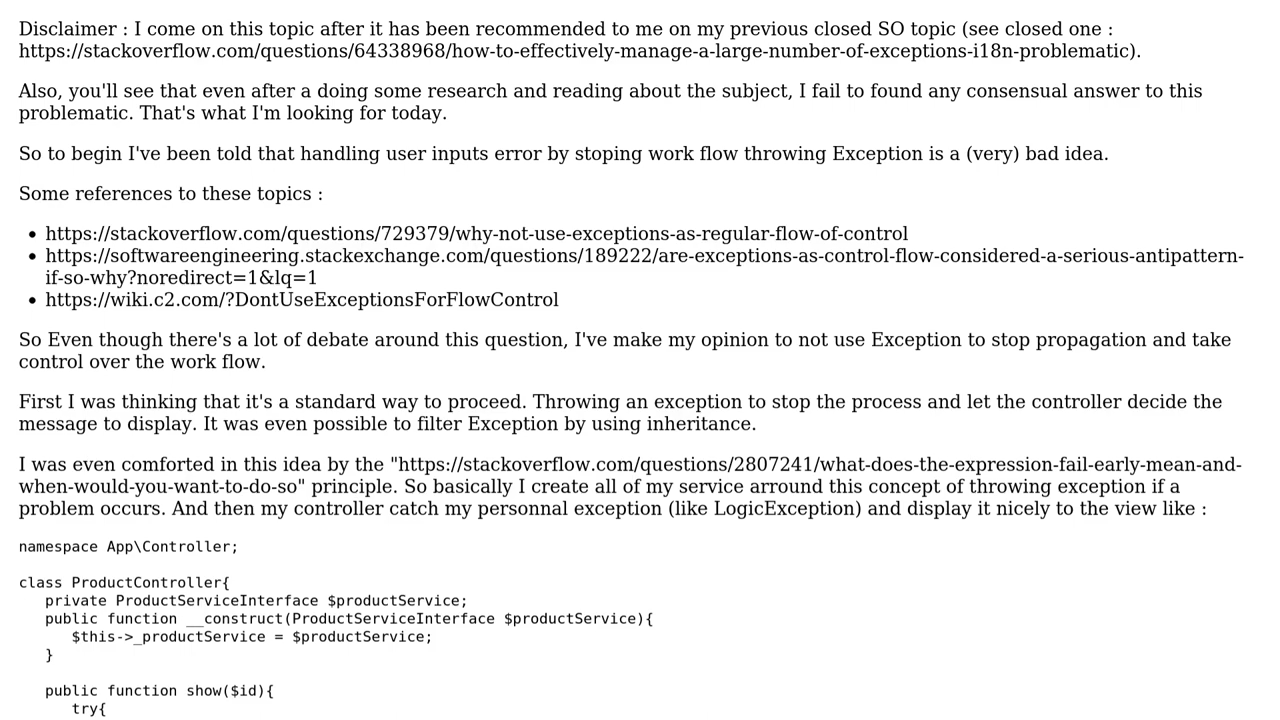 Disclaimer : I come on this topic after it has been recommended to me on my previous closed SO topic (see closed one :
https://stackoverflow.com/questions/64338968/how-to-effectively-manage-a-large-number-of-exceptions-i18n-problematic).
Also, you'll see that even after a doing some research and reading about the subject, I fail to found any consensual answer to this
problematic. That's what I'm looking for today.
So to begin I've been told that handling user inputs error by stoping work flow throwing Exception is a (very) bad idea.
Some references to these topics :
• https://stackoverflow.com/questions/729379/why-not-use-exceptions-as-regular-flow-of-control
• https://softwareengineering.stackexchange.com/questions/189222/are-exceptions-as-control-flow-considered-a-serious-antipattern-
if-so-why?noredirect=1&lq=1
• https://wiki.c2.com/?DontUseExceptionsForFlowControl
So Even though there's a lot of debate around this question, I've make my opinion to not use Exception to stop propagation and take
control over the work flow.
First I was thinking that it's a standard way to proceed. Throwing an exception to stop the process and let the controller decide the
message to display. It was even possible to filter Exception by using inheritance.
I was even comforted in this idea by the "https://stackoverflow.com/questions/2807241/what-does-the-expression-fail-early-mean-and-
when-would-you-want-to-do-so" principle. So basically I create all of my service arround this concept of throwing exception if a
problem occurs. And then my controller catch my personnal exception (like LogicException) and display it nicely to the view like :
namespace App\Controller;
class ProductController{
   private ProductServiceInterface $productService;
   public function __construct(ProductServiceInterface $productService){
      $this->_productService = $productService;
   }
   public function show($id){
      try{